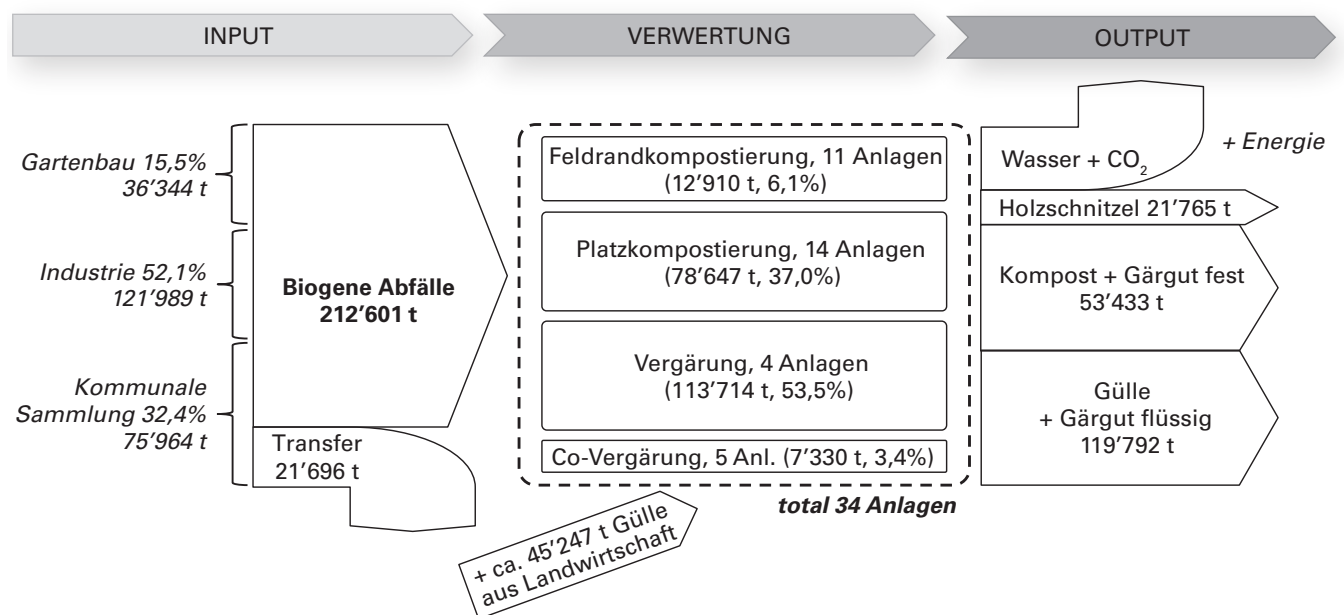 INPUT
VERWERTUNG
OUTPUT
Gartenbau 15,5%
36’344 t
Industrie 52,1%
121’989 t
Kommunale
Sammlung 32,4%
75’964 t
Biogene Abfälle
212’601 t
Transfer
21’696 t
Feldrandkompostierung, 11 Anlagen
(12’910 t, 6,1%)
Platzkompostierung, 14 Anlagen
(78’647 t, 37,0%)
Vergärung, 4 Anlagen
(113’714 t, 53,5%)
Co-Vergärung, 5 Anl. (7’330 t, 3,4%)
total 34 Anlagen
+ ca. 45’247 t Gülle
aus Landwirtschaft
Wasser + CO₂
+ Energie
Holzschnitzel 21’765 t
Kompost + Gärgut fest
53’433 t
Gülle
+ Gärgut flüssig
119’792 t